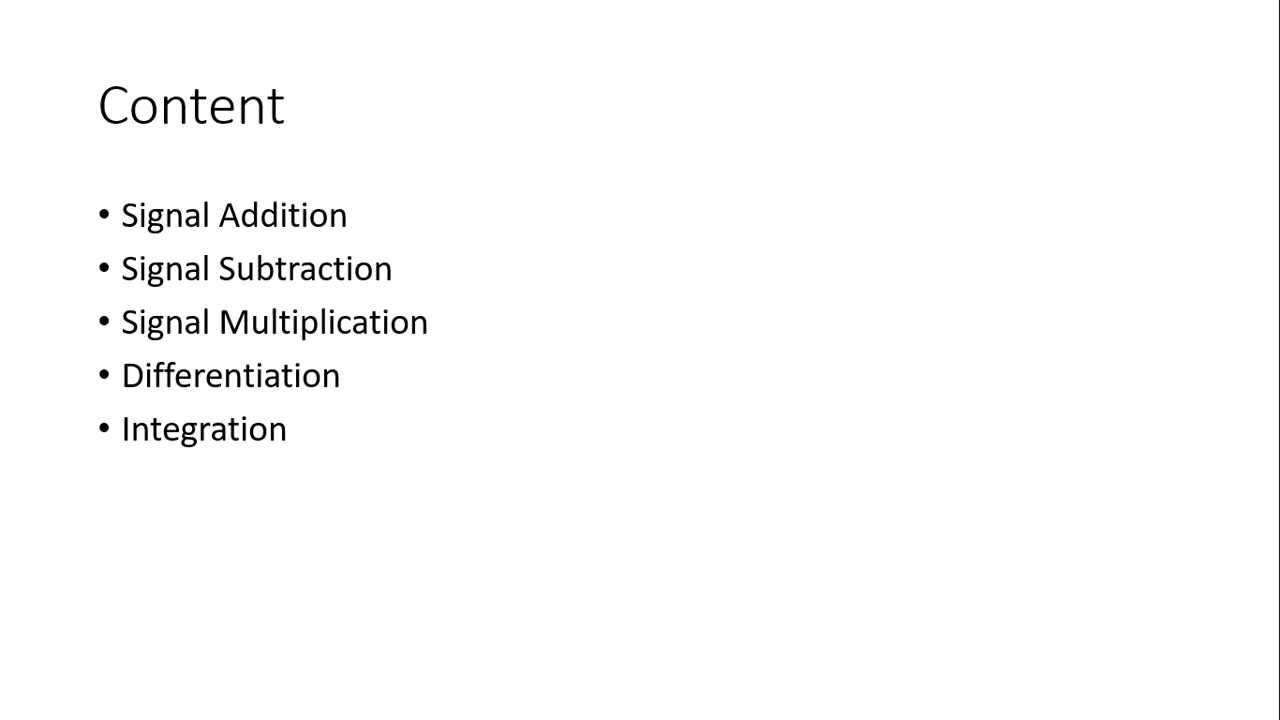 Content
• Signal Addition
• Signal Subtraction
• Signal Multiplication
• Differentiation
• Integration